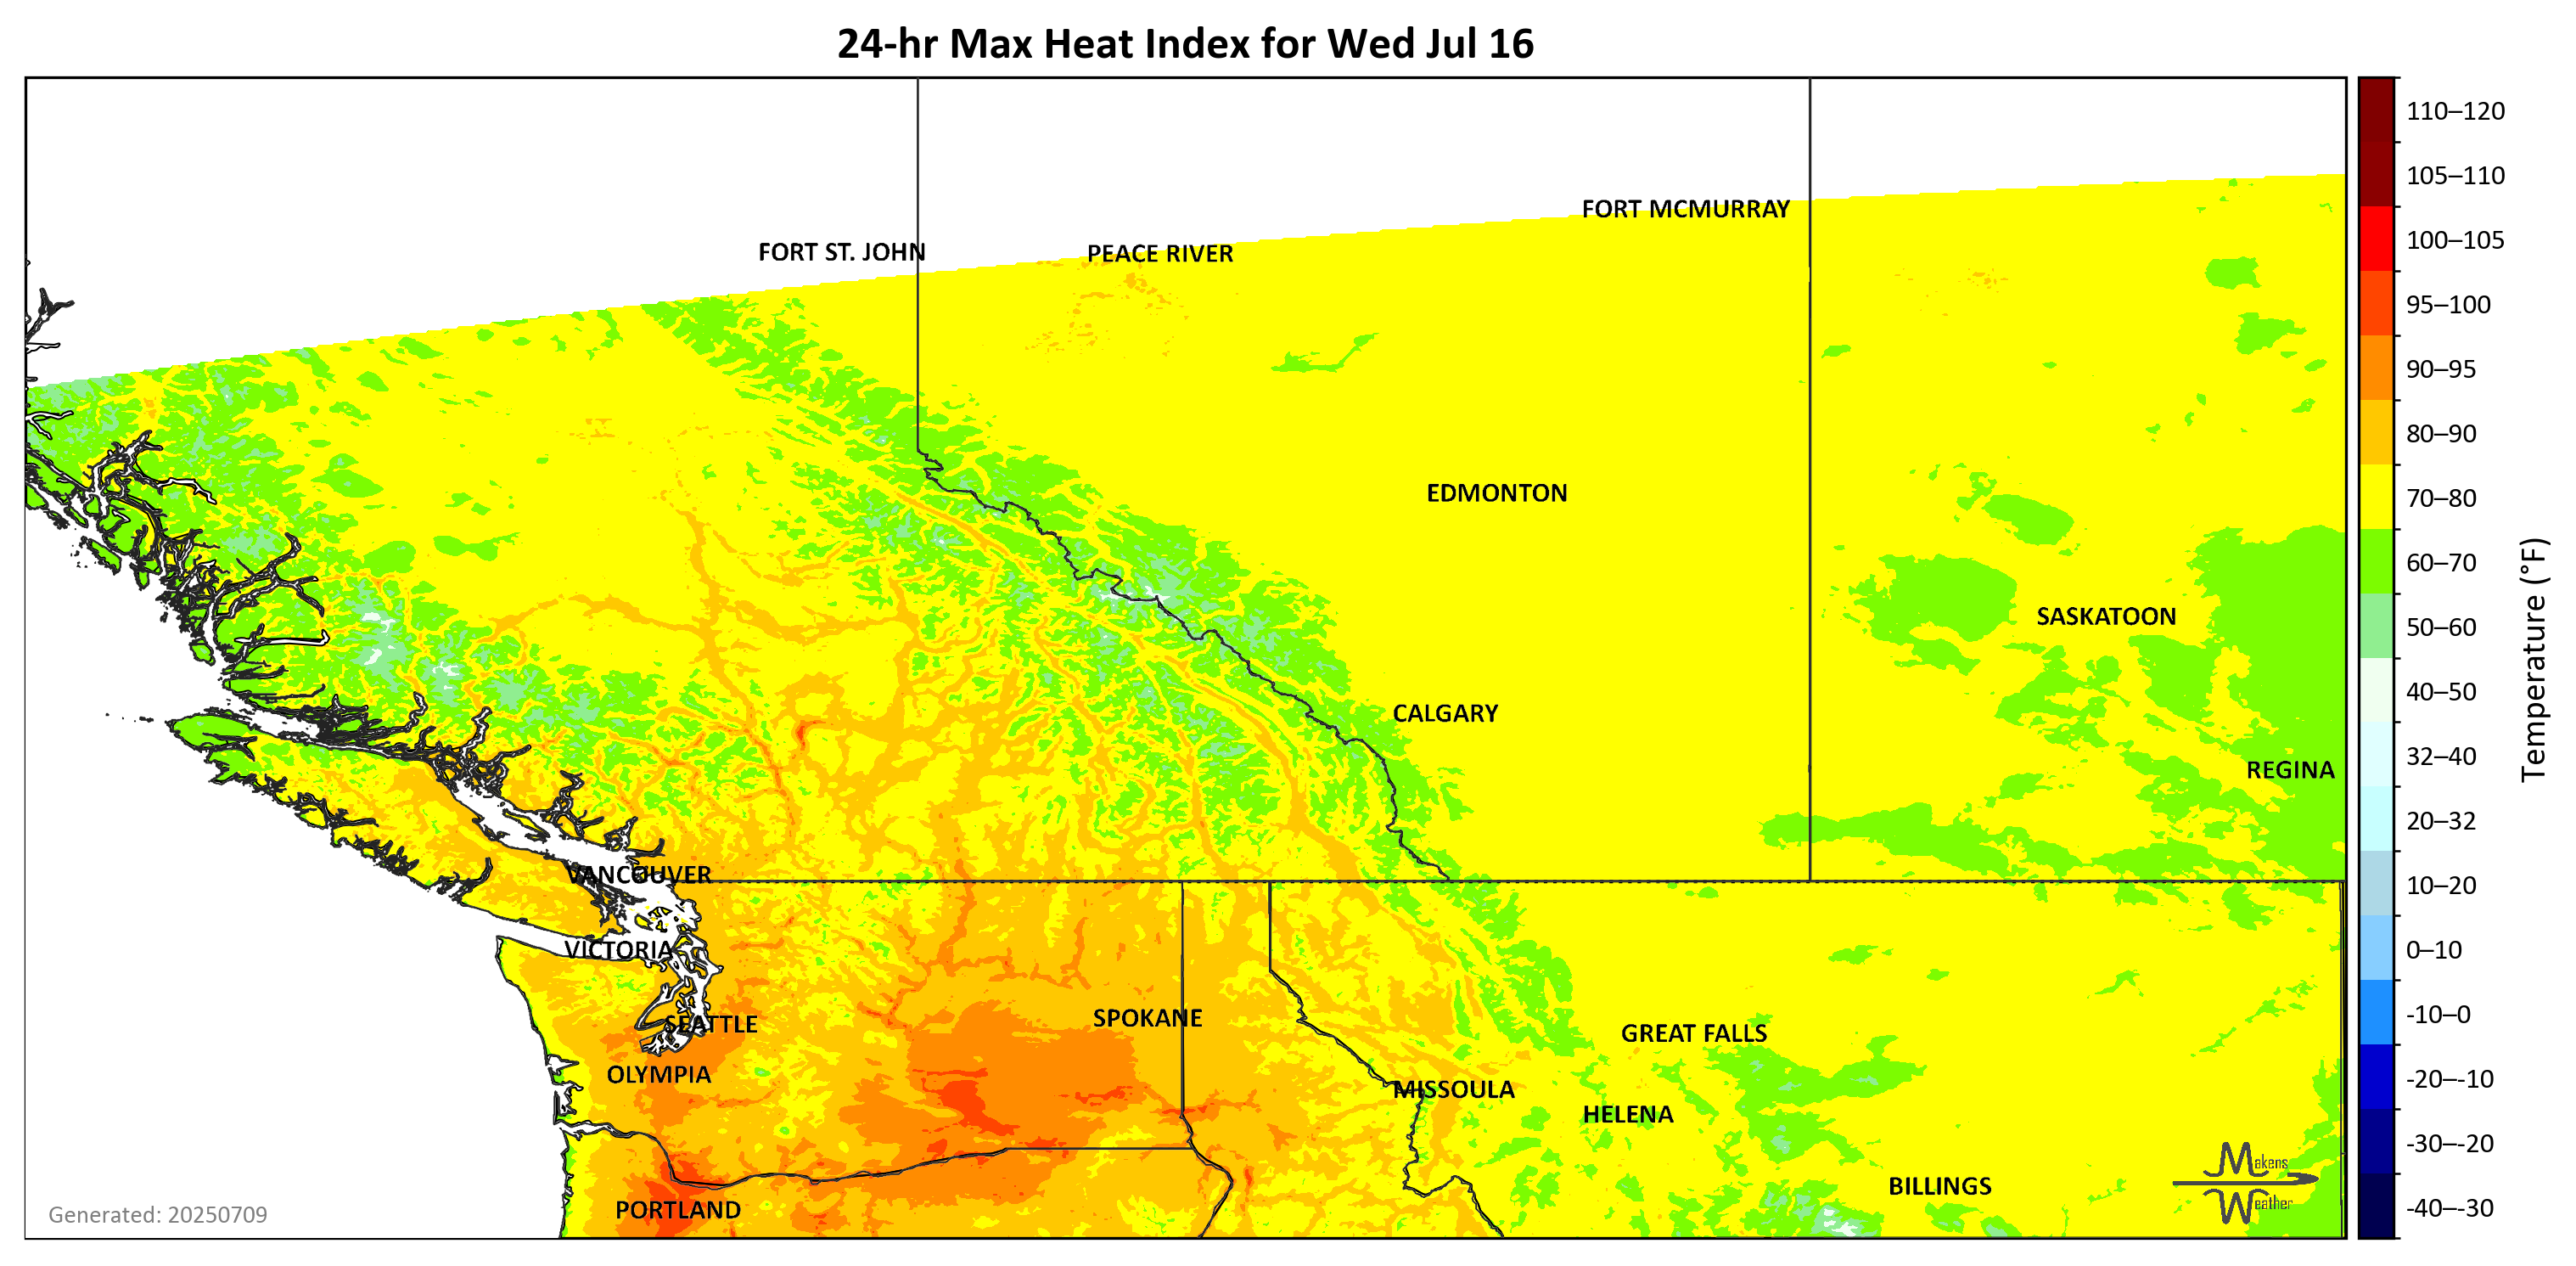 24-hr Max Heat Index for Wed Jul 16
FORT MCMURRAY
FORT ST. JOHN
PEACE RIVER
EDMONTON
SASKATOON
CALGARY
REGINA
VANCOUVER
VICTORIA
SPOKANE
SEATTLE
GREAT FALLS
OLYMPIA
MISSOULA
HELENA
BILLINGS
PORTLAND
Makens
Weather
Generated: 20250709
110–120
105–110
100–105
95–100
90–95
80–90
70–80
60–70
50–60
40–50
32–40
20–32
10–20
0–10
-10–0
-20–-10
-30–-20
-40–-30
Temperature (°F)